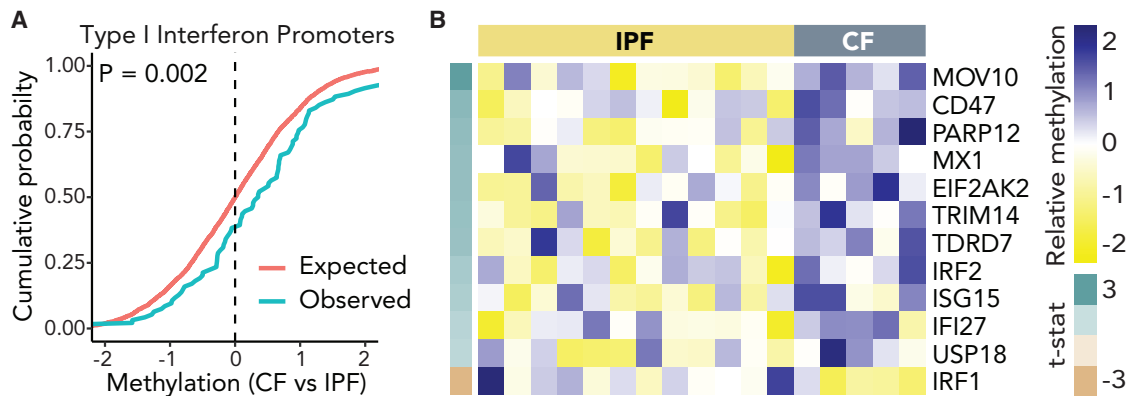 A
Type I Interferon Promoters
P = 0.002
1.00
0.75
0.50
0.25
0.00
Cumulative probability
Expected
Observed
-2 -1 0 1 2
Methylation (CF vs IPF)
B
IPF CF
MOV10
CD47
PARP12
MX1
EIF2AK2
TRIM14
TDRD7
IRF2
ISG15
IFI27
USP18
IRF1
Relative methylation
2
1
0
-1
-2
t-stat
3
-3